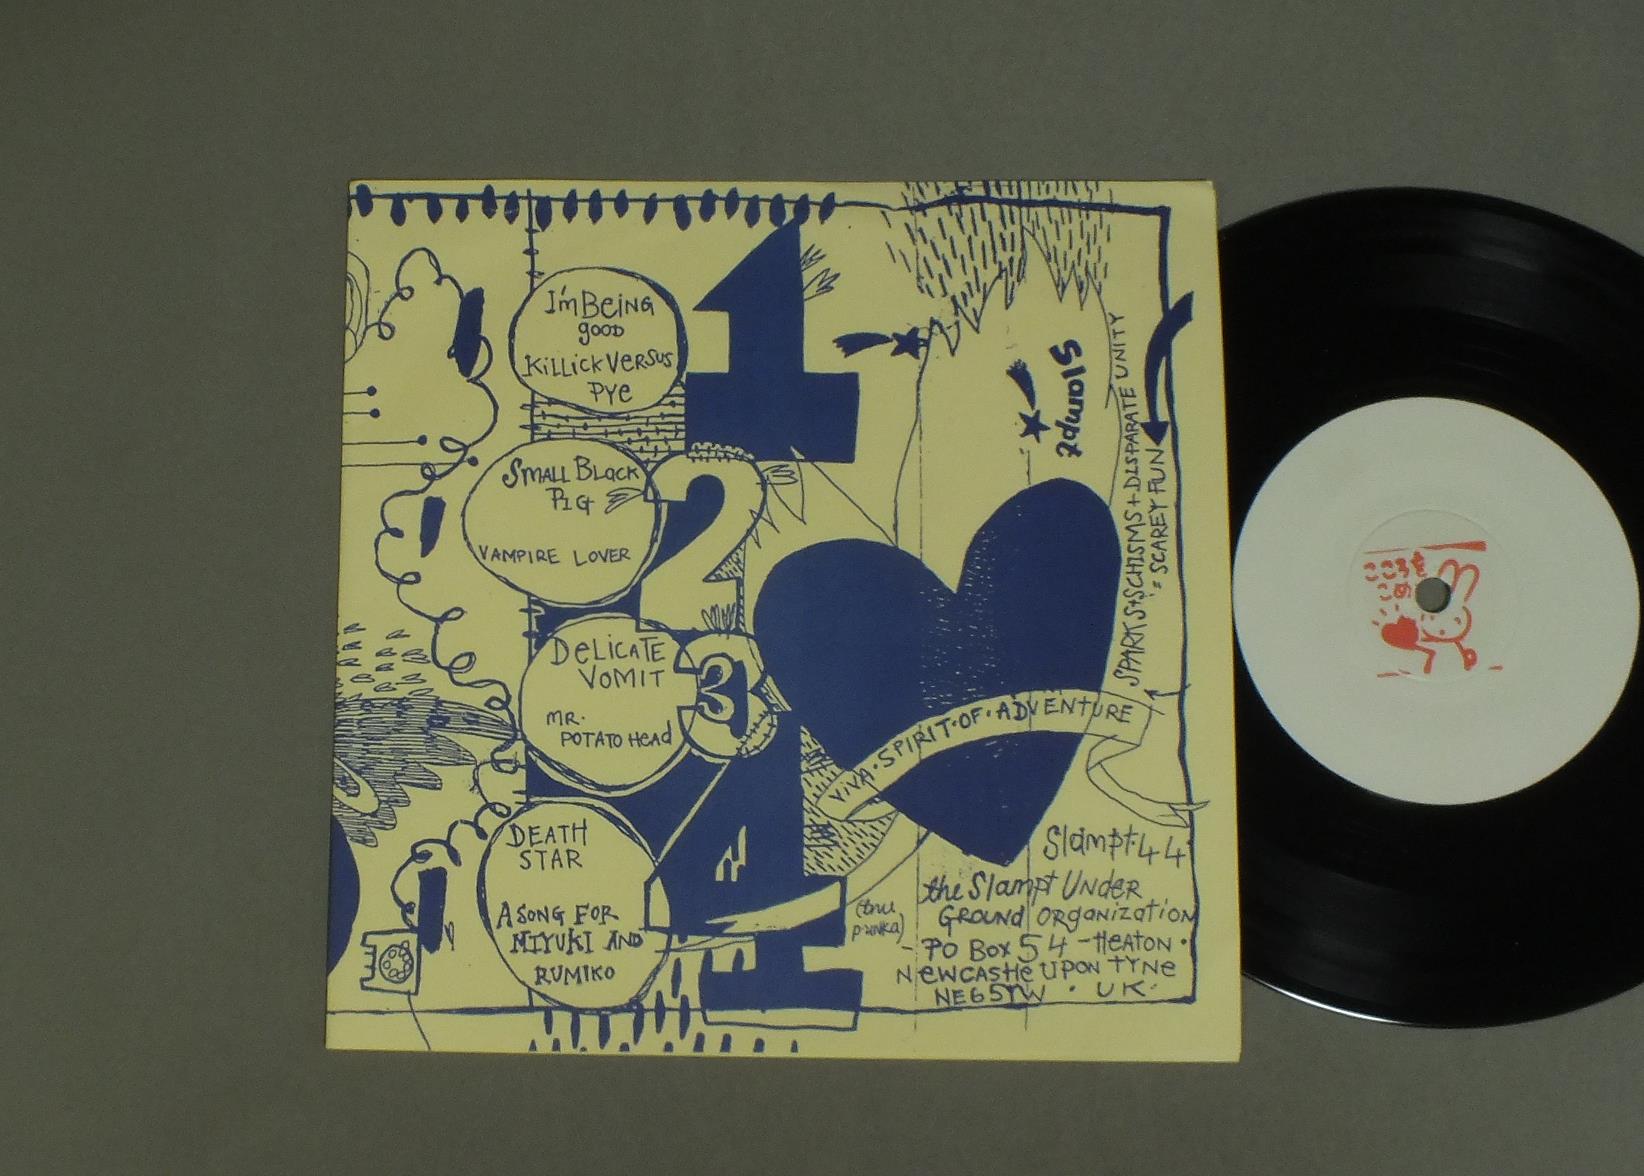 1
I'm BeiNG
good
KiLLicK VeRSUS
Pye
2
SMALL BLack
PIG
VAMPIRE LOVER
3
DeLiCATE
VOMIT
MR.
POTATO Head
4
DEATH
STAR
A SONG FOR
MIYUKI AND
RUMIKO
Slampt
SPARKS+SCHISMS+DISPARATE UNITY
= SCAREY FUN
ViVA·SPIRIT·OF·ADVENTURE
Slampt·44
the Slampt UNDeR
GROUND ORganIZatiON
PO Box 54 -HeATON·
NewCASTLe UPON TYNe
NE65YW · UK·